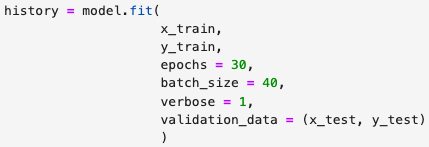 history = model.fit(
x_train,
y_train,
epochs = 30,
batch_size = 40,
verbose = 1,
validation_data = (x_test, y_test)
)